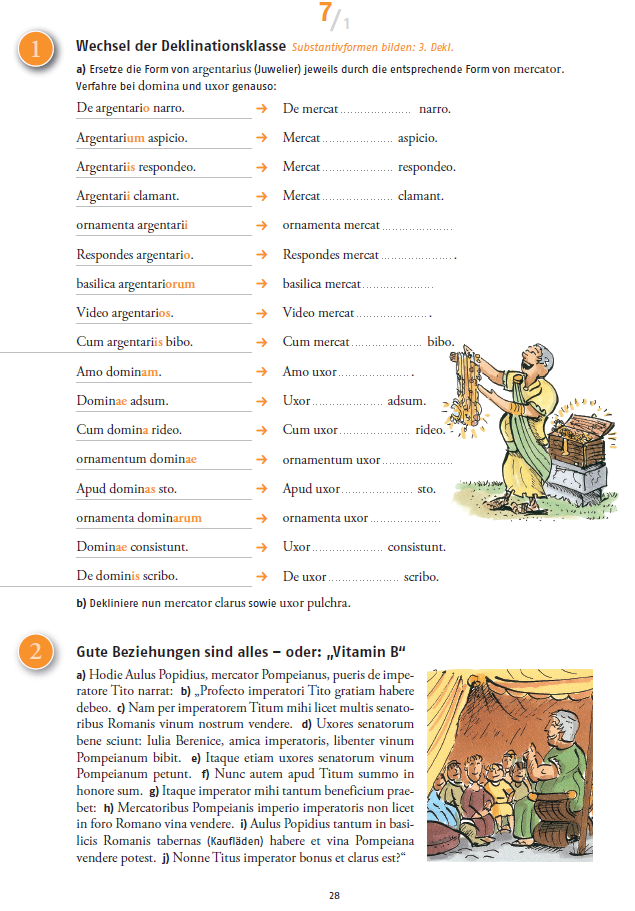 7/1
1
Wechsel der Deklinationsklasse Substantivformen bilden: 3. Dekl.
a) Ersetze die Form von argentarius (Juwelier) jeweils durch die entsprechende Form von mercator.
Verfahre bei domina und uxor genauso:
De argentario narro. → De mercat..................... narro.
Argentarium aspicio. → Mercat..................... aspicio.
Argentariis respondeo. → Mercat..................... respondeo.
Argentarii clamant. → Mercat..................... clamant.
ornamenta argentarii → ornamenta mercat.....................
Respondes argentario. → Respondes mercat..................... .
basilica argentariorum → basilica mercat.....................
Video argentarios. → Video mercat..................... .
Cum argentariis bibo. → Cum mercat..................... bibo.
Amo dominam. → Amo uxor..................... .
Dominae adsum. → Uxor..................... adsum.
Cum domina rideo. → Cum uxor..................... rideo.
ornamentum dominae → ornamentum uxor.....................
Apud dominas sto. → Apud uxor..................... sto.
ornamenta dominarum → ornamenta uxor.....................
Dominae consistunt. → Uxor..................... consistunt.
De dominis scribo. → De uxor..................... scribo.
b) Dekliniere nun mercator clarus sowie uxor pulchra.
2
Gute Beziehungen sind alles – oder: „Vitamin B“
a) Hodie Aulus Popidius, mercator Pompeianus, pueris de impe-
ratore Tito narrat: b) „Profecto imperatori Tito gratiam habere
debeo. c) Nam per imperatorem Titum mihi licet multis senato-
ribus Romanis vinum nostrum vendere. d) Uxores senatorum
bene sciunt: Iulia Berenice, amica imperatoris, libenter vinum
Pompeianum bibit. e) Itaque etiam uxores senatorum vinum
Pompeianum petunt. f) Nunc autem apud Titum summo in
honore sum. g) Itaque imperator mihi tantum beneficium prae-
bet: h) Mercatoribus Pompeianis imperio imperatoris non licet
in foro Romano vina vendere. i) Aulus Popidius tantum in basi-
licis Romanis tabernas (Kaufläden) habere et vina Pompeiana
vendere potest. j) Nonne Titus imperator bonus et clarus est?“
28